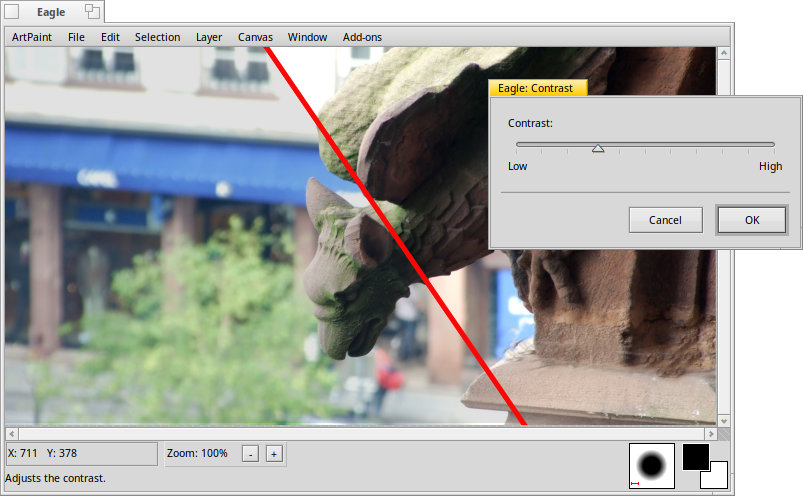 Eagle
ArtPaint File Edit Selection Layer Canvas Window Add-ons
Eagle: Contrast
Contrast:
Low High
Cancel OK
X: 711 Y: 378 Zoom: 100% - +
Adjusts the contrast.